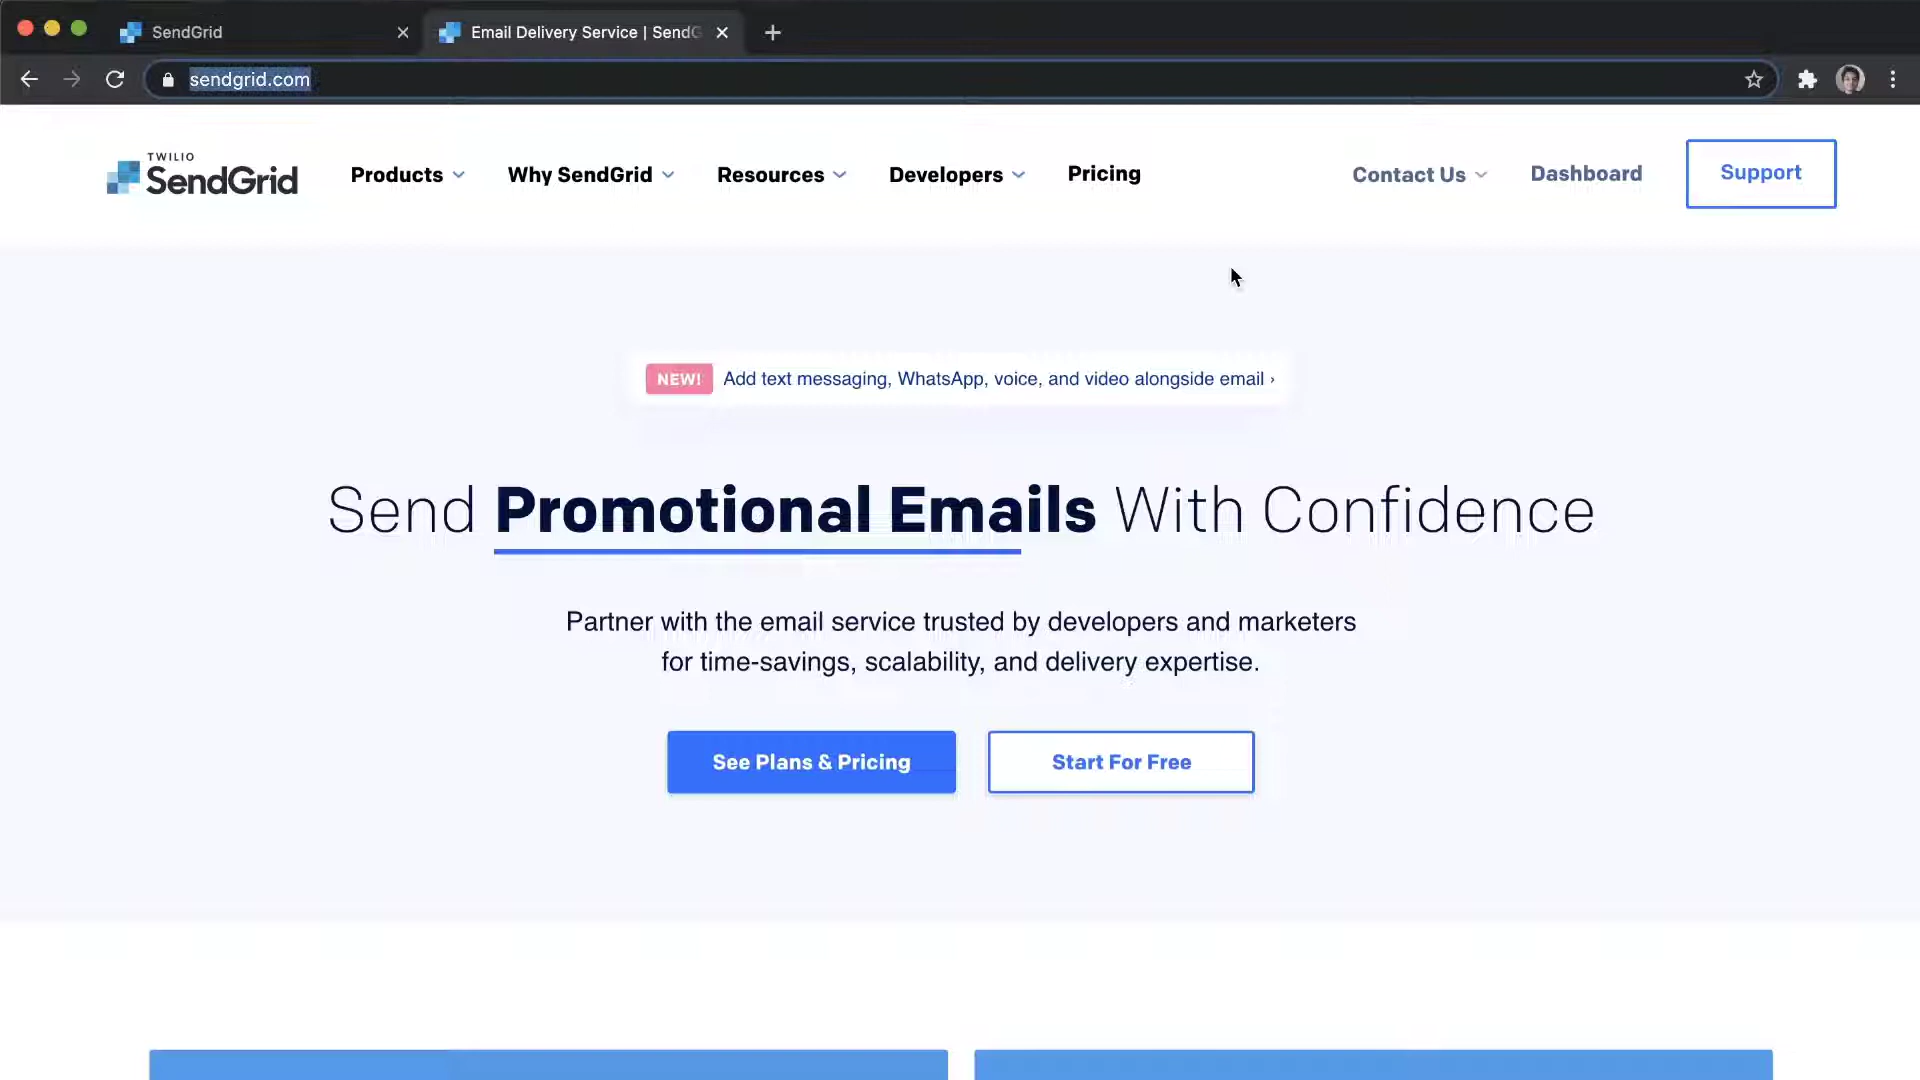 SendGrid
Email Delivery Service | Send
sendgrid.com
TWILIO
SendGrid
Products
Why SendGrid
Resources
Developers
Pricing
Contact Us
Dashboard
Support
NEW! Add text messaging, WhatsApp, voice, and video alongside email ›
Send Promotional Emails With Confidence
Partner with the email service trusted by developers and marketers
for time-savings, scalability, and delivery expertise.
See Plans & Pricing
Start For Free